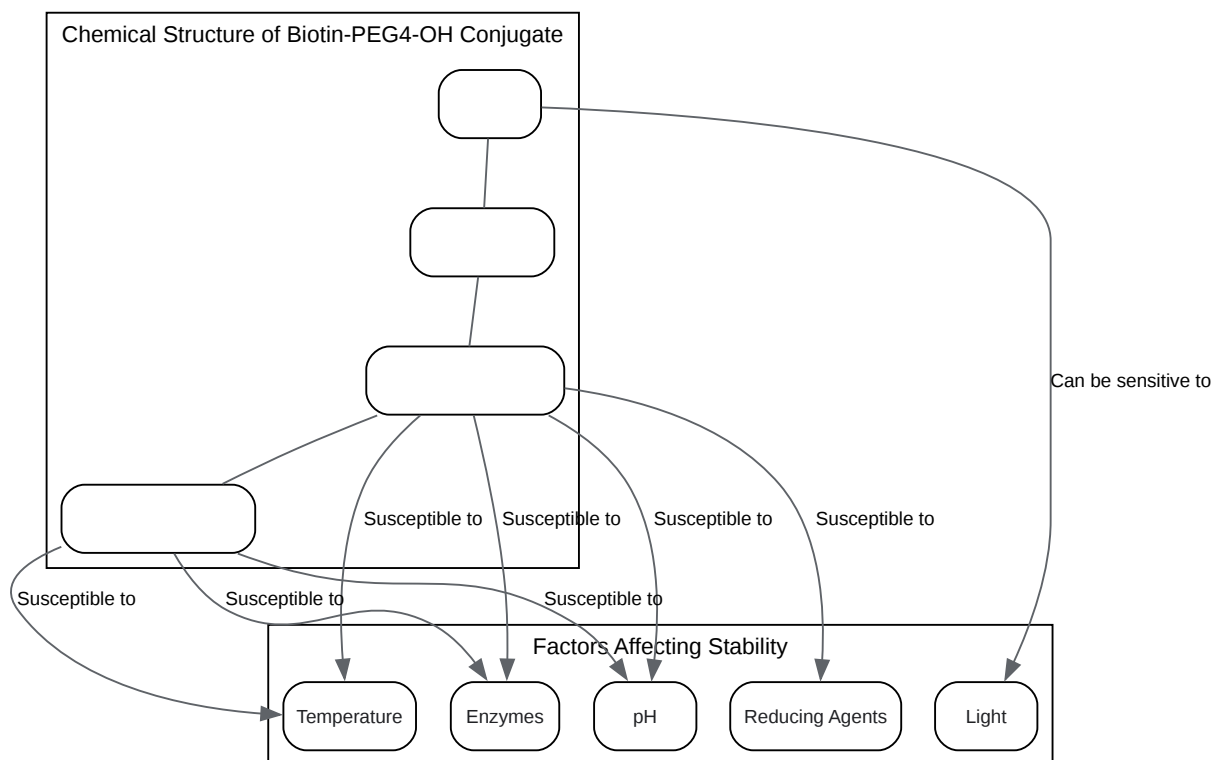 Chemical Structure of Biotin-PEG4-OH Conjugate
Can be sensitive to
Susceptible to
Susceptible to
Susceptible to
Susceptible to
Susceptible to
Susceptible to
Susceptible to
Factors Affecting Stability
Temperature
Enzymes
pH
Reducing Agents
Light